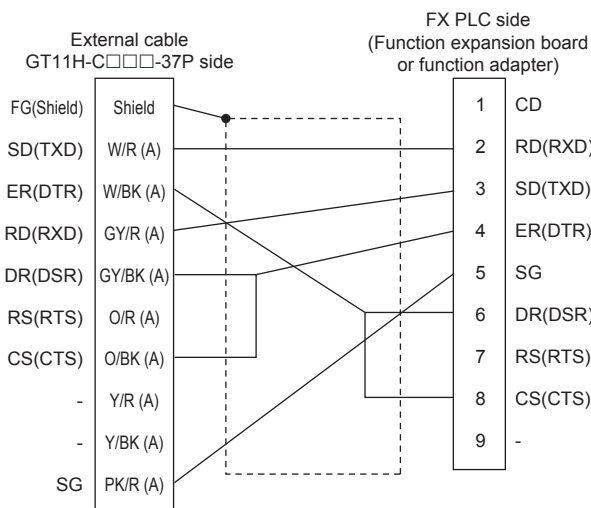 External cable
GT11H-C□□□-37P side
FX PLC side
(Function expansion board
or function adapter)
FG(Shield) Shield
SD(TXD) W/R (A)
ER(DTR) W/BK (A)
RD(RXD) GY/R (A)
DR(DSR) GY/BK (A)
RS(RTS) O/R (A)
CS(CTS) O/BK (A)
- Y/R (A)
- Y/BK (A)
SG PK/R (A)
1 CD
2 RD(RXD)
3 SD(TXD)
4 ER(DTR)
5 SG
6 DR(DSR)
7 RS(RTS)
8 CS(CTS)
9 -